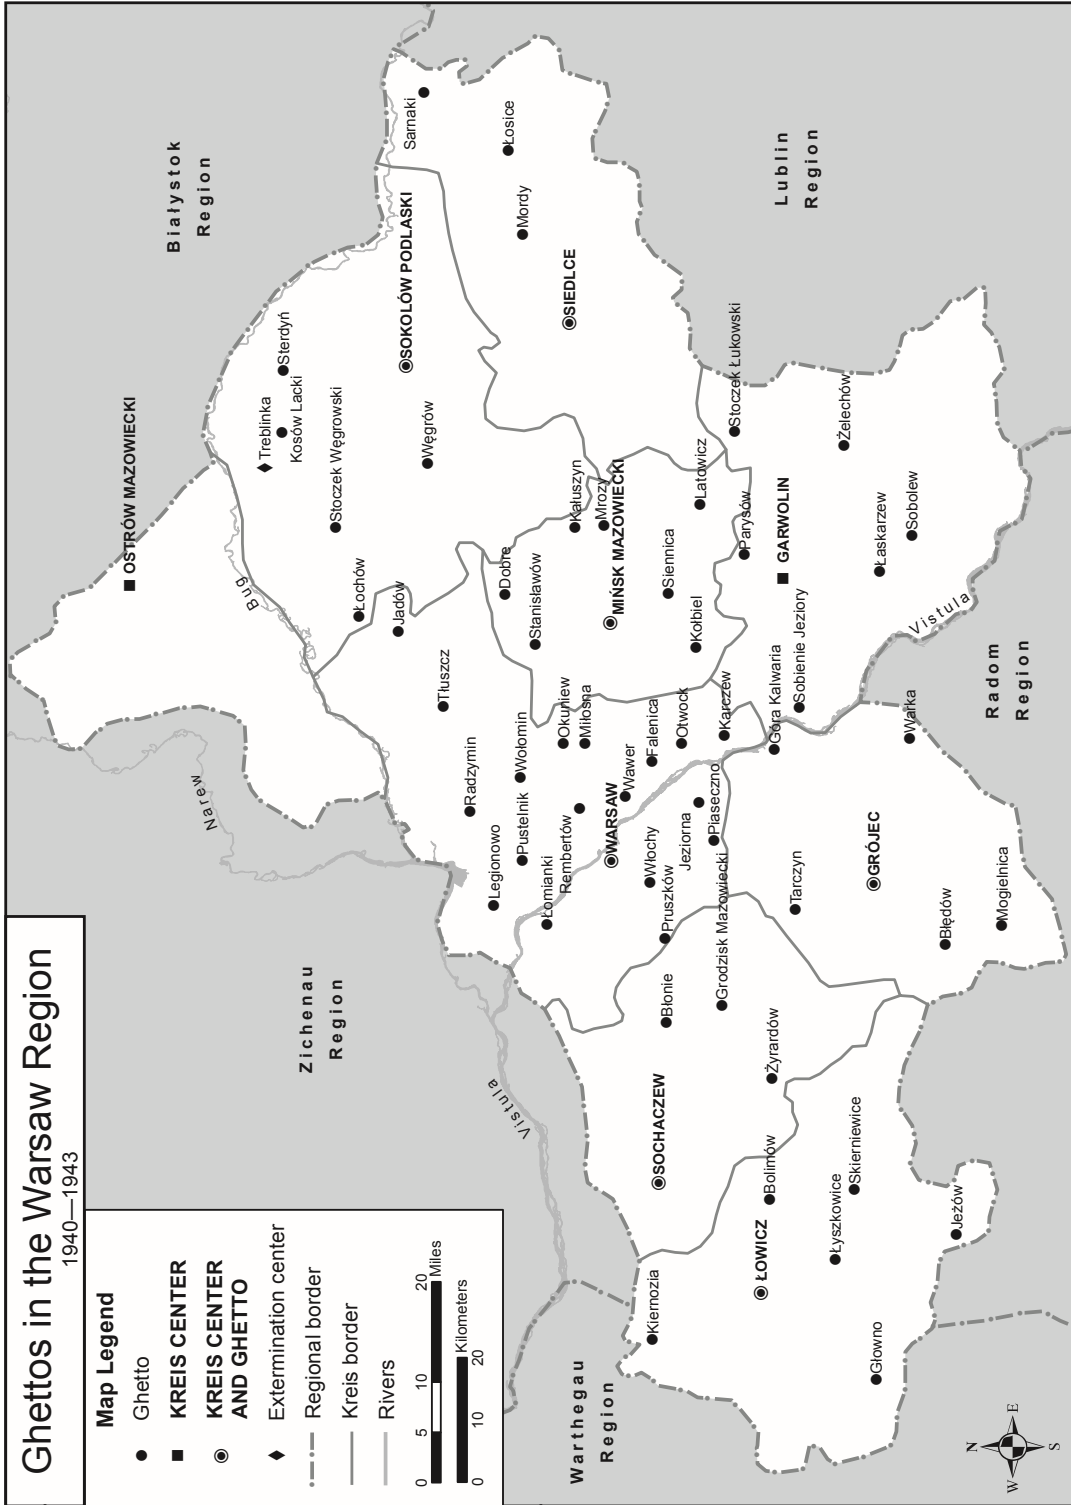 Ghettos in the Warsaw Region
1940—1943
Map Legend
Ghetto
KREIS CENTER
KREIS CENTER
AND GHETTO
Extermination center
Regional border
Kreis border
Rivers
0 5 10 20
Miles
Kilometers
0 10 20
Zichenau
Region
Białystok
Region
Lublin
Region
Radom
Region
Warthegau
Region
Narew
Bug
Vistula
Vistula
OSTRÓW MAZOWIECKI
Treblinka
Kosów Lacki
Sterdyń
Stoczek Węgrowski
SOKOLÓW PODLASKI
Węgrów
Łochów
Jadów
Sarnaki
Łosice
Mordy
SIEDLCE
Tłuszcz
Radzymin
Legionowo
Pustelnik
Wołomin
Łomianki
Rembertów
Okuniew
Miłosna
WARSAW
Wawer
Falenica
Włochy
Otwock
Pruszków
Jeziorna
Karczew
Piaseczno
Dobre
Stanisławów
Kałuszyn
Mrozy
MIŃSK MAZOWIECKI
Siennica
Latowicz
Kołbiel
Stoczek Łukowski
Parysów
GARWOLIN
Żelechów
Łaskarzew
Sobolew
Sobienie Jeziory
Góra Kalwaria
Warka
Tarczyn
GRÓJEC
Błędów
Mogielnica
Grodzisk Mazowiecki
Błonie
Żyrardów
SOCHACZEW
Bolimów
ŁOWICZ
Łyszkowice
Skierniewice
Jeżów
Kiernozia
Głowno
N
E
S
W